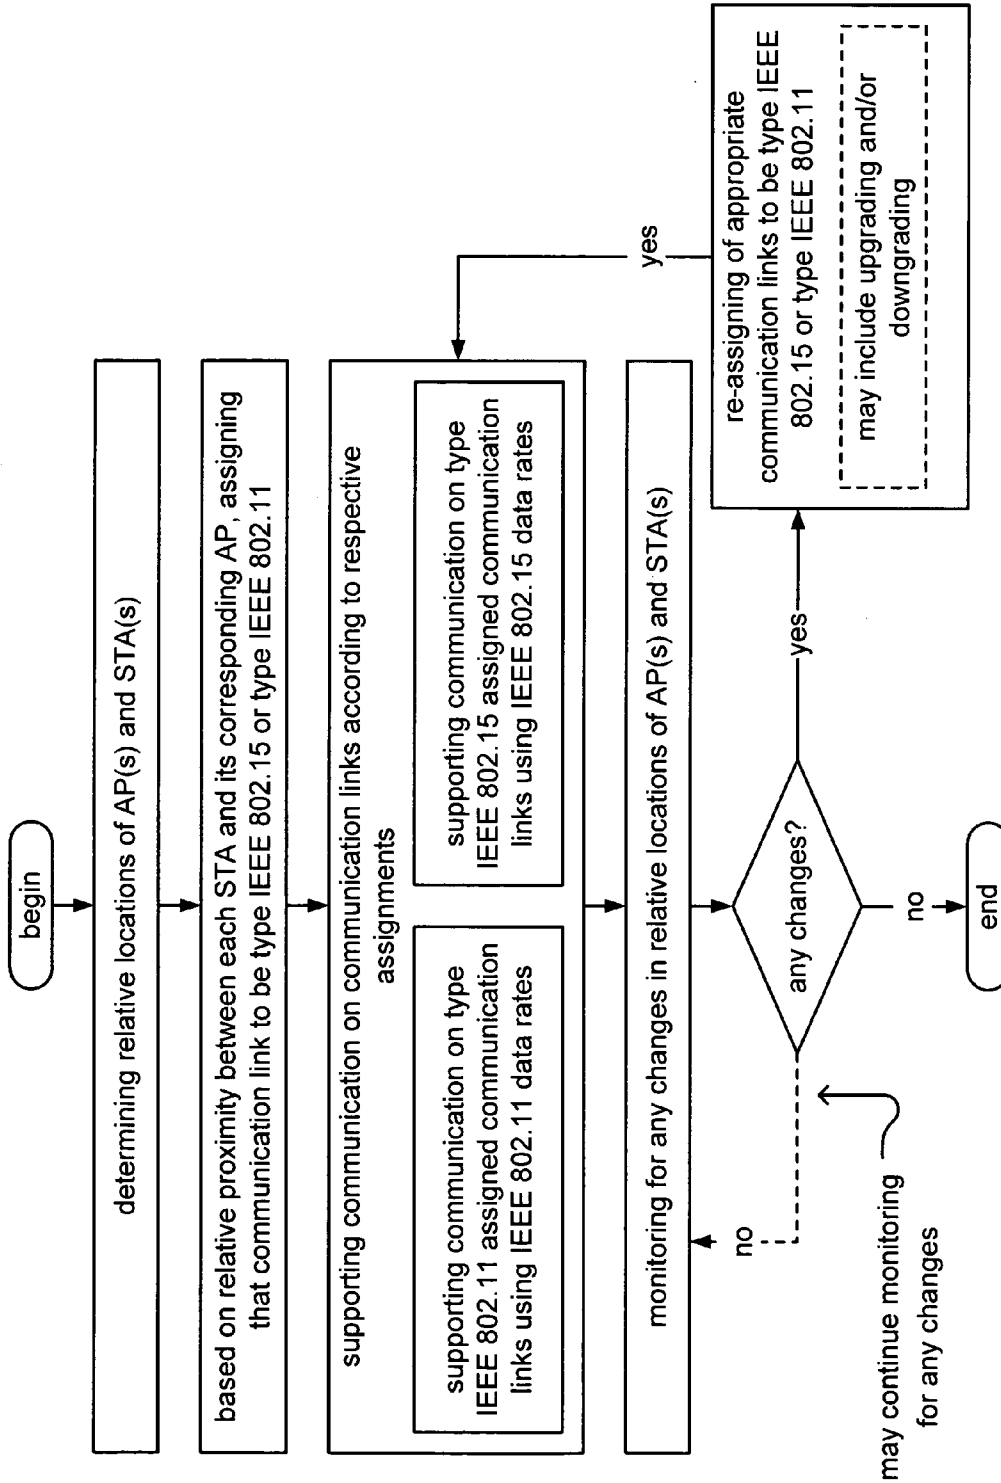 begin
determining relative locations of AP(s) and STA(s)
based on relative proximity between each STA and its corresponding AP, assigning
that communication link to be type IEEE 802.15 or type IEEE 802.11
supporting communication on communication links according to respective
assignments
supporting communication on type
IEEE 802.11 assigned communication
links using IEEE 802.11 data rates
supporting communication on type
IEEE 802.15 assigned communication
links using IEEE 802.15 data rates
monitoring for any changes in relative locations of AP(s) and STA(s)
any changes?
no
may continue monitoring
for any changes
no
end
yes
re-assigning of appropriate
communication links to be type IEEE
802.15 or type IEEE 802.11
may include upgrading and/or
downgrading
yes